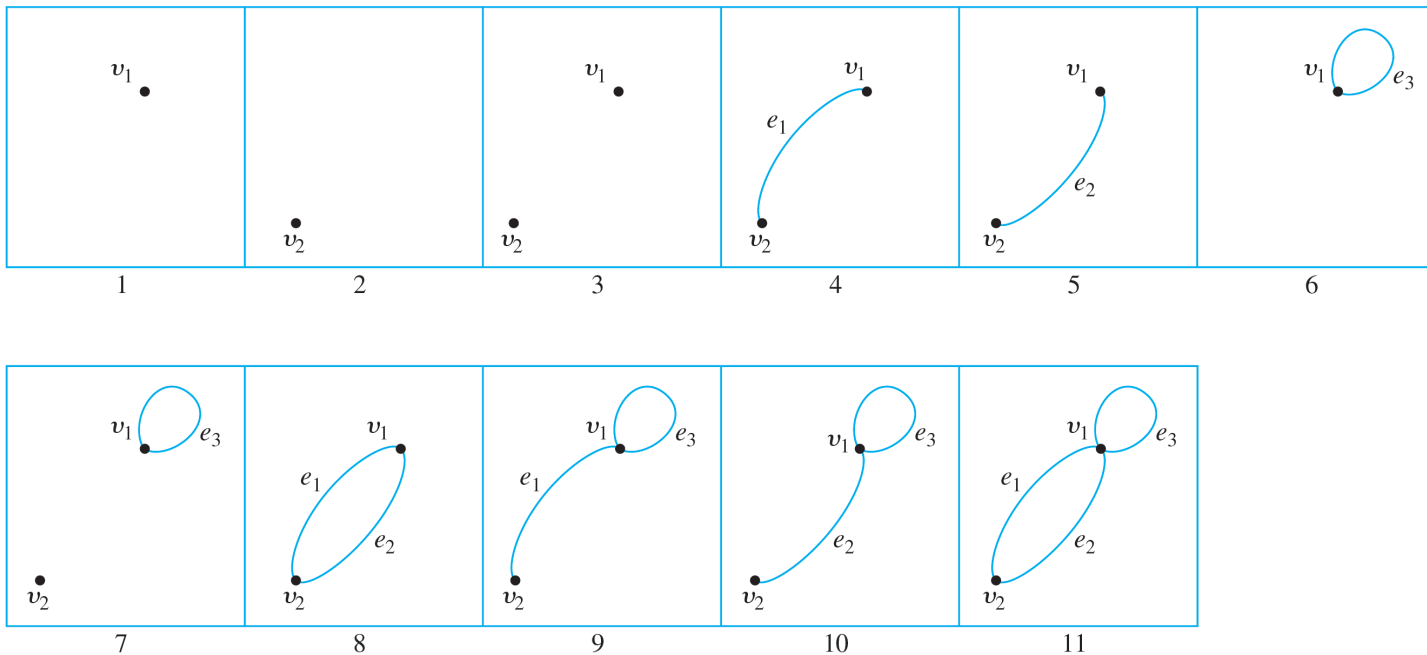 v1 v1 v1 v1 v1 e3
e1
e2
v2 v2 v2 v2
1 2 3 4 5 6
v1 e3 v1 v1 e3 v1 e3 v1 e3
e1 e1 e1
e2 e2 e2
v2 v2 v2 v2 v2
7 8 9 10 11